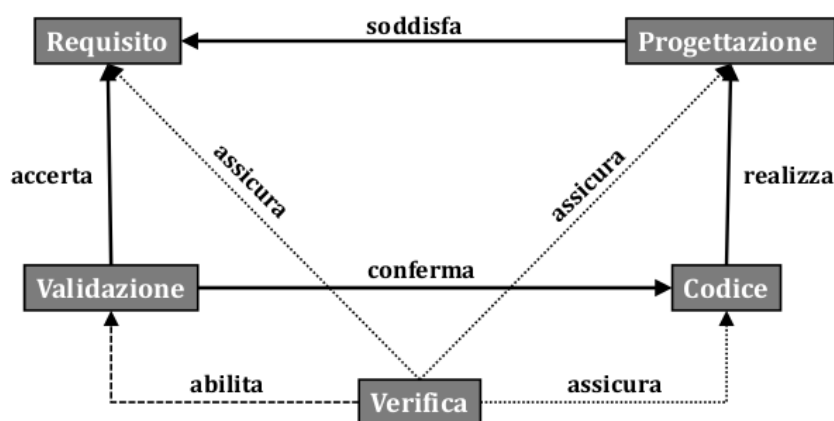 soddisfa
Requisito
Progettazione
assicura
assicura
accerta
realizza
conferma
Validazione
Codice
abilita
assicura
Verifica